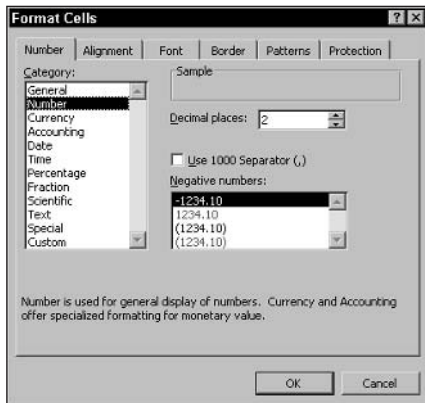 Format Cells
Number Alignment Font Border Patterns Protection
Category:
General
Number
Currency
Accounting
Date
Time
Percentage
Fraction
Scientific
Text
Special
Custom
Sample
Decimal places: 2
Use 1000 Separator (,)
Negative numbers:
-1234.10
1234.10
(1234.10)
(1234.10)
Number is used for general display of numbers. Currency and Accounting
offer specialized formatting for monetary value.
OK Cancel